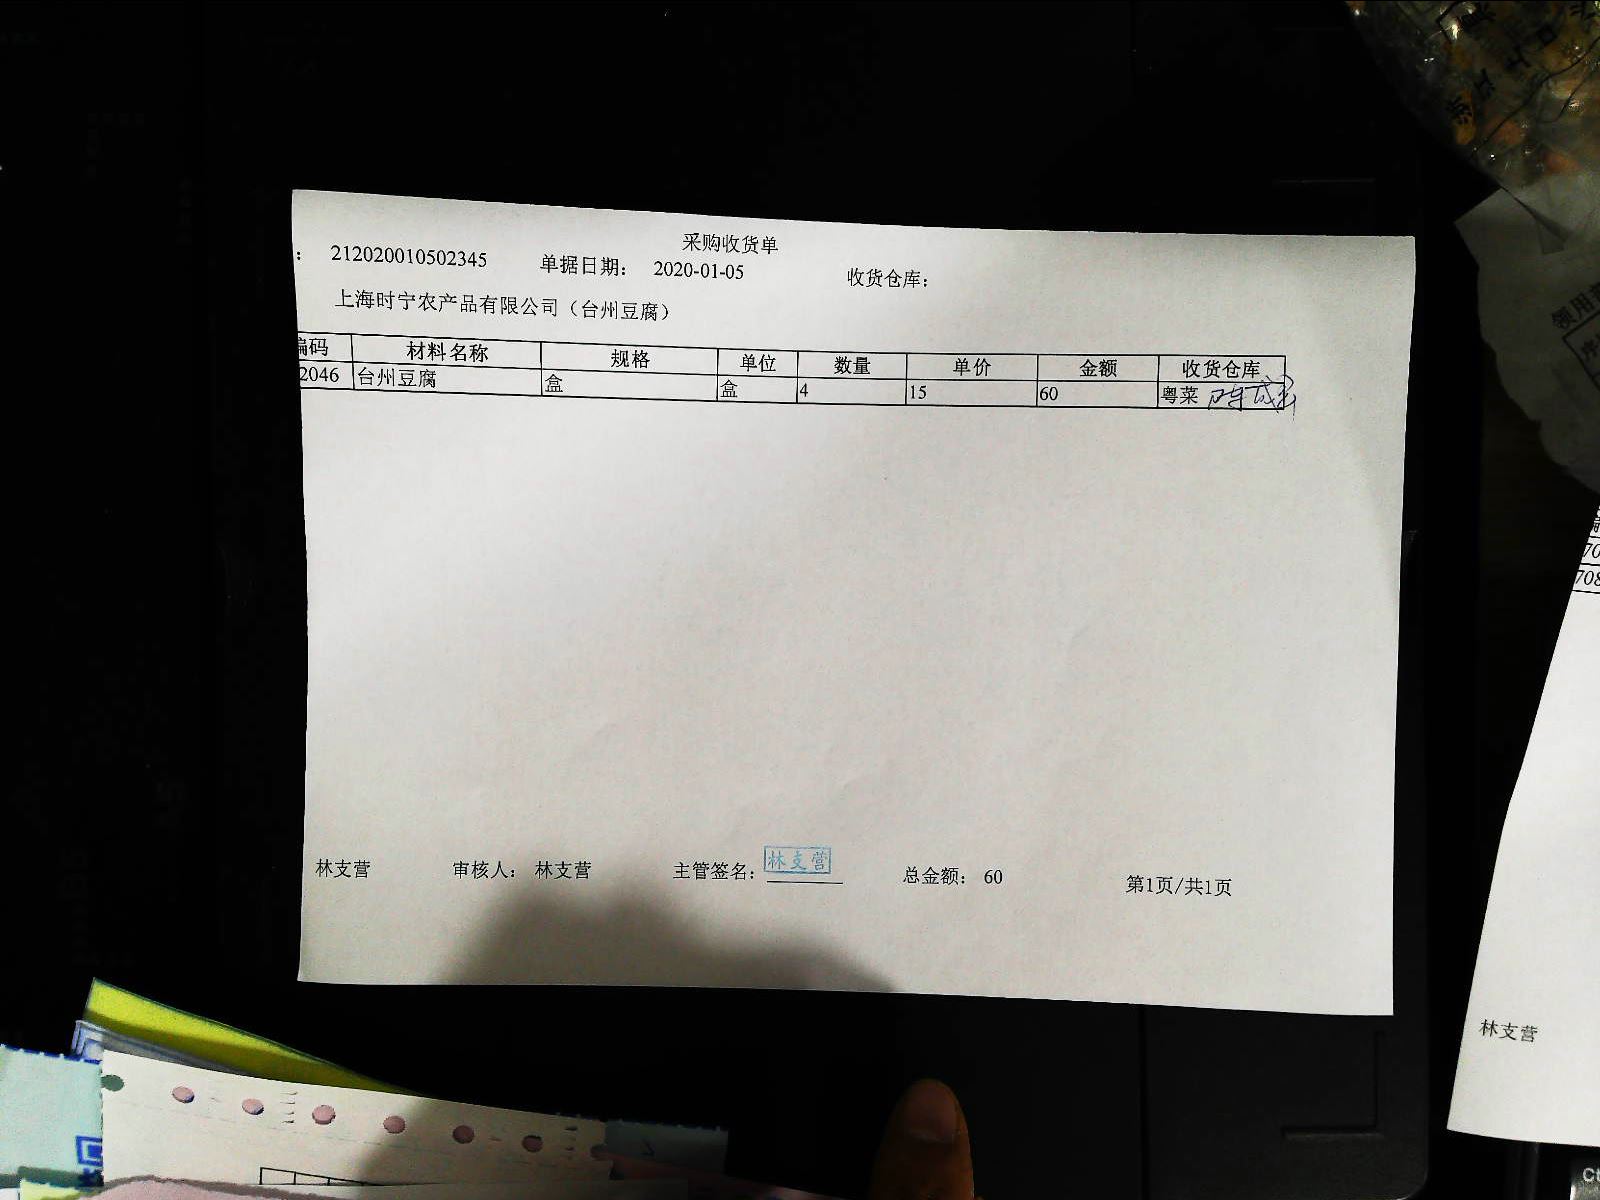 采购收货单
: 212020010502345 单据日期: 2020-01-05 收货仓库:
上海时宁农产品有限公司（台州豆腐）
编码 材料名称 规格 单位 数量 单价 金额 收货仓库
2046 台州豆腐 盒 盒 4 15 60 粤菜
林支营 审核人: 林支营 主管签名: 林支营 总金额: 60 第1页/共1页
领用
708
林支营